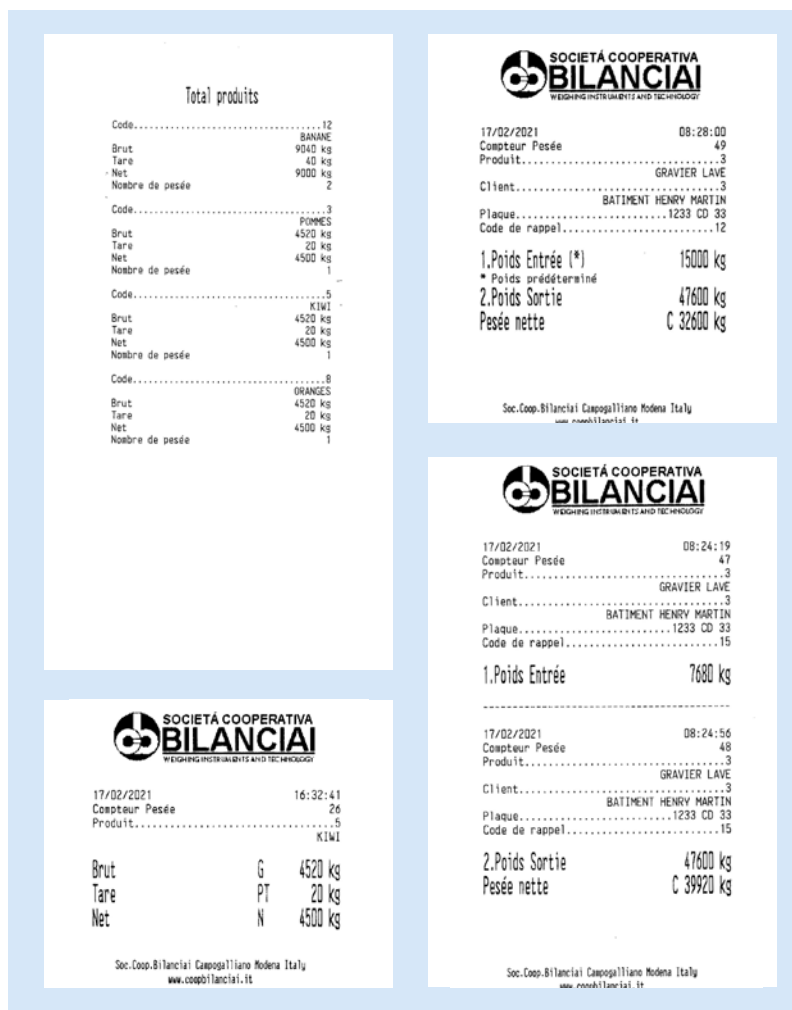 Total produits
Code....................................12
BANANE
Brut 9040 kg
Tare 40 kg
Net 9000 kg
Nombre de pesée 2
Code....................................3
POMMES
Brut 4520 kg
Tare 20 kg
Net 4500 kg
Nombre de pesée 1
Code....................................5
KIWI
Brut 4520 kg
Tare 20 kg
Net 4500 kg
Nombre de pesée 1
Code....................................8
ORANGES
Brut 4520 kg
Tare 20 kg
Net 4500 kg
Nombre de pesée 1
SOCIETÁ COOPERATIVA
BILANCIAI
WEIGHING INSTRUMENTS AND TECHNOLOGY
17/02/2021 16:32:41
Compteur Pesée 26
Produit.................................5
KIWI
Brut G 4520 kg
Tare PT 20 kg
Net N 4500 kg
Soc.Coop.Bilanciai Campogalliano Modena Italy
www.coopbilanciai.it
SOCIETÁ COOPERATIVA
BILANCIAI
WEIGHING INSTRUMENTS AND TECHNOLOGY
17/02/2021 08:28:00
Compteur Pesée 49
Produit.................................3
GRAVIER LAVE
Client..................................3
BATIMENT HENRY MARTIN
Plaque........................1233 CD 33
Code de rappel.........................12
1.Poids Entrée (*) 15000 kg
* Poids prédéterminé
2.Poids Sortie 47600 kg
Pesée nette C 32600 kg
Soc.Coop.Bilanciai Campogalliano Modena Italy
www.coopbilanciai.it
SOCIETÁ COOPERATIVA
BILANCIAI
WEIGHING INSTRUMENTS AND TECHNOLOGY
17/02/2021 08:24:19
Compteur Pesée 47
Produit.................................3
GRAVIER LAVE
Client..................................3
BATIMENT HENRY MARTIN
Plaque........................1233 CD 33
Code de rappel.........................15
1.Poids Entrée 7680 kg
17/02/2021 08:24:56
Compteur Pesée 48
Produit.................................3
GRAVIER LAVE
Client..................................3
BATIMENT HENRY MARTIN
Plaque........................1233 CD 33
Code de rappel.........................15
2.Poids Sortie 47600 kg
Pesée nette C 39920 kg
Soc.Coop.Bilanciai Campogalliano Modena Italy
www.coopbilanciai.it